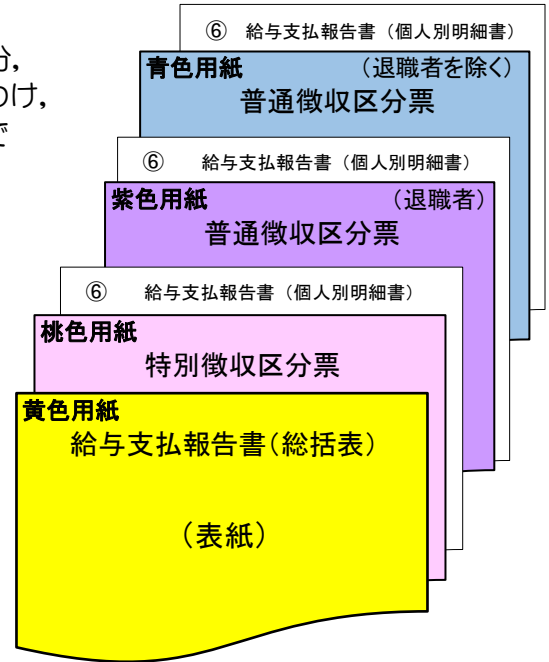 分,
つけ,
で
⑥ 給与支払報告書（個人別明細書）
青色用紙 （退職者を除く）
普通徴収区分票
⑥ 給与支払報告書（個人別明細書）
紫色用紙 （退職者）
普通徴収区分票
⑥ 給与支払報告書（個人別明細書）
桃色用紙
特別徴収区分票
黄色用紙
給与支払報告書（総括表）
（表紙）